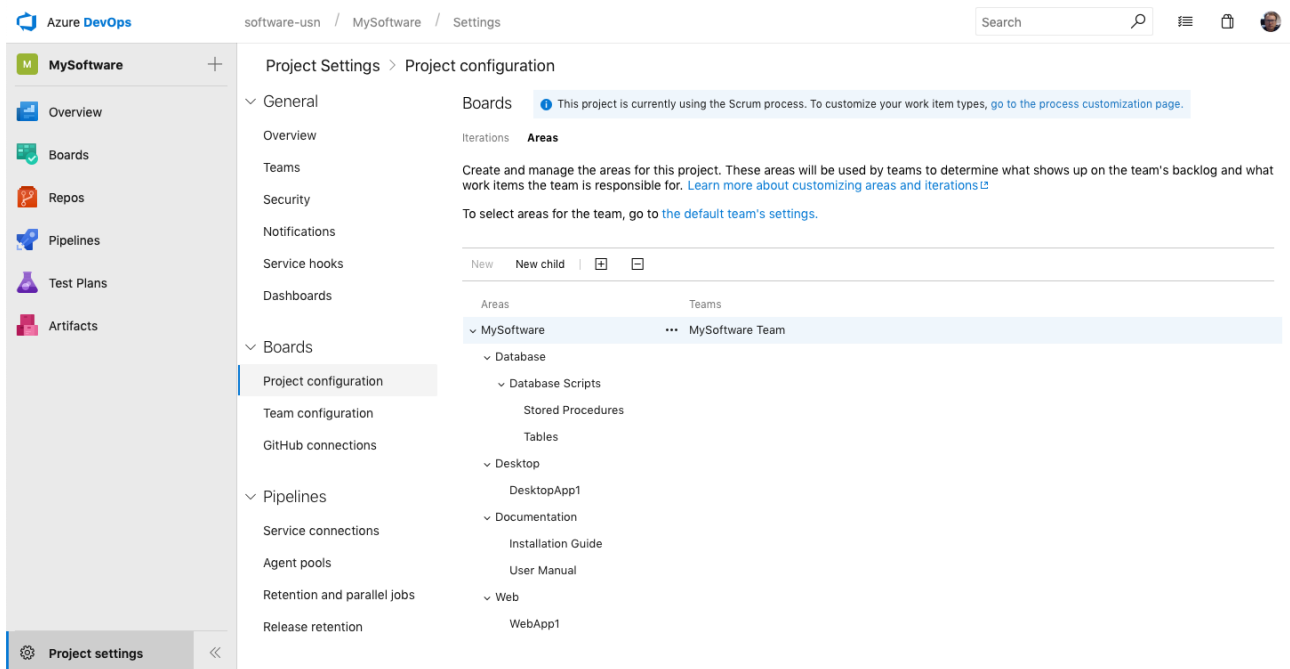 Azure DevOps
software-usn / MySoftware / Settings
Search
M MySoftware
Overview
Boards
Repos
Pipelines
Test Plans
Artifacts
Project settings
Project Settings > Project configuration
General
Overview
Teams
Security
Notifications
Service hooks
Dashboards
Boards
Project configuration
Team configuration
GitHub connections
Pipelines
Service connections
Agent pools
Retention and parallel jobs
Release retention
Boards
This project is currently using the Scrum process. To customize your work item types, go to the process customization page.
Iterations Areas
Create and manage the areas for this project. These areas will be used by teams to determine what shows up on the team's backlog and what
work items the team is responsible for. Learn more about customizing areas and iterations
To select areas for the team, go to the default team's settings.
New New child
Areas Teams
MySoftware ••• MySoftware Team
Database
Database Scripts
Stored Procedures
Tables
Desktop
DesktopApp1
Documentation
Installation Guide
User Manual
Web
WebApp1